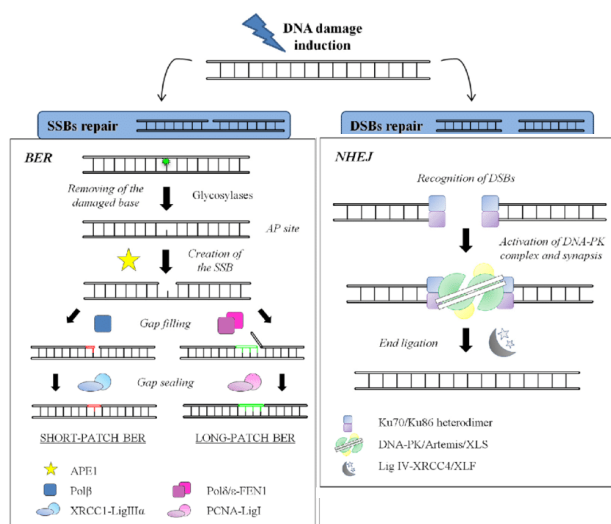 DNA damage
induction
SSBs repair
DSBs repair
BER
Removing of the
damaged base
Glycosylases
AP site
Creation of
the SSB
Gap filling
Gap sealing
SHORT-PATCH BER
LONG-PATCH BER
APE1
Polβ
Polδ/ε-FEN1
XRCC1-LigIIIα
PCNA-LigI
NHEJ
Recognition of DSBs
Activation of DNA-PK
complex and synapsis
End ligation
Ku70/Ku86 heterodimer
DNA-PK/Artemis/XLS
Lig IV-XRCC4/XLF